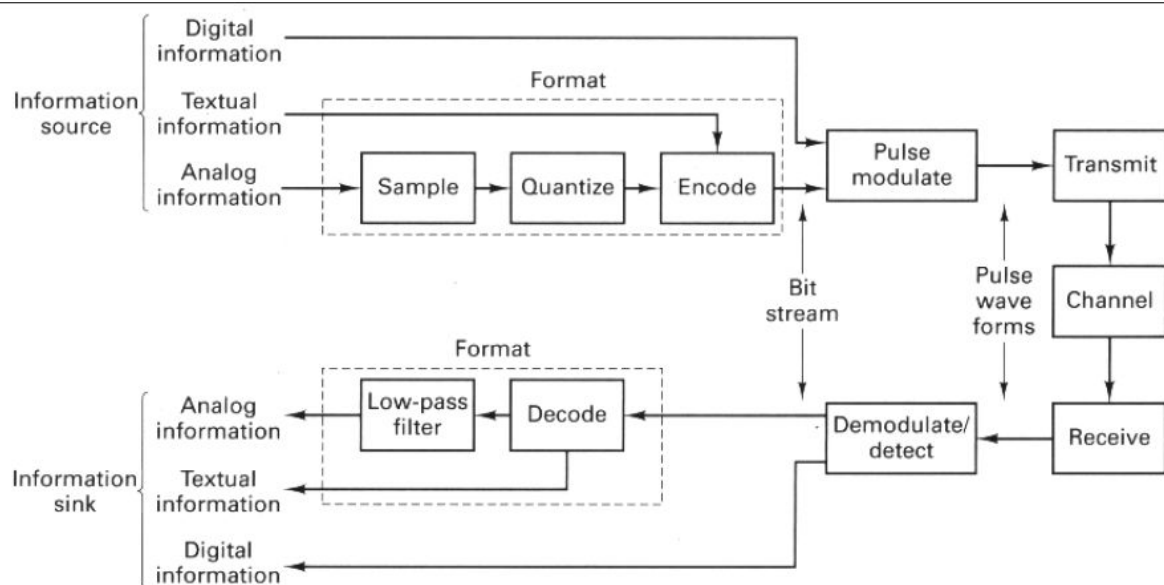 Digital
information
Format
Information
source
Textual
information
Analog
information
Sample
Quantize
Encode
Pulse
modulate
Transmit
Bit
stream
Pulse
wave
forms
Channel
Format
Information
sink
Analog
information
Low-pass
filter
Decode
Demodulate/
detect
Receive
Textual
information
Digital
information